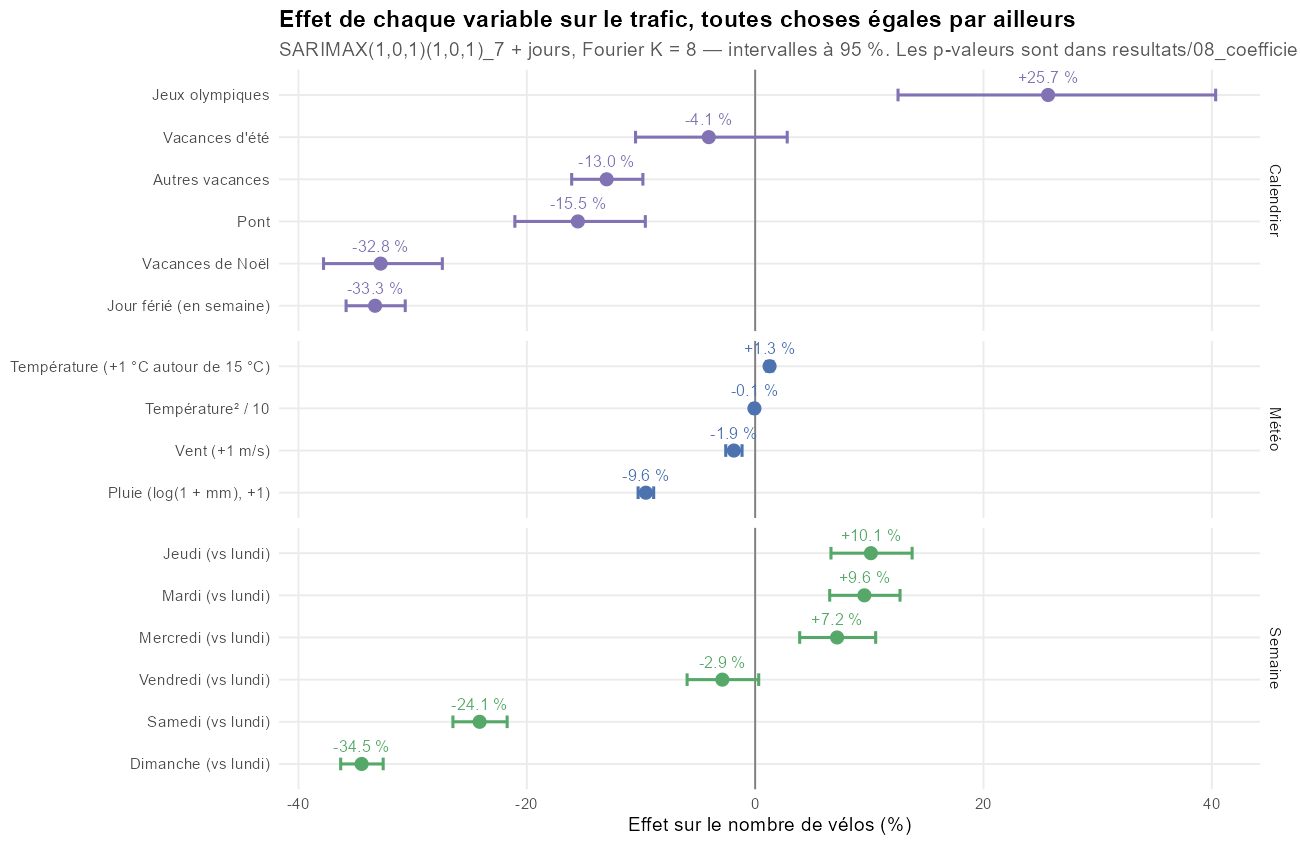 Effet de chaque variable sur le trafic, toutes choses égales par ailleurs
SARIMAX(1,0,1)(1,0,1)_7 + jours, Fourier K = 8 — intervalles à 95 %. Les p-valeurs sont dans resultats/08_coefficie
Jeux olympiques
+25.7 %
Vacances d'été
-4.1 %
Autres vacances
-13.0 %
Pont
-15.5 %
Vacances de Noël
-32.8 %
Jour férié (en semaine)
-33.3 %
Calendrier
Température (+1 °C autour de 15 °C)
+1.3 %
Température² / 10
-0.1 %
Vent (+1 m/s)
-1.9 %
Pluie (log(1 + mm), +1)
-9.6 %
Météo
Jeudi (vs lundi)
+10.1 %
Mardi (vs lundi)
+9.6 %
Mercredi (vs lundi)
+7.2 %
Vendredi (vs lundi)
-2.9 %
Samedi (vs lundi)
-24.1 %
Dimanche (vs lundi)
-34.5 %
Semaine
-40 -20 0 20 40
Effet sur le nombre de vélos (%)